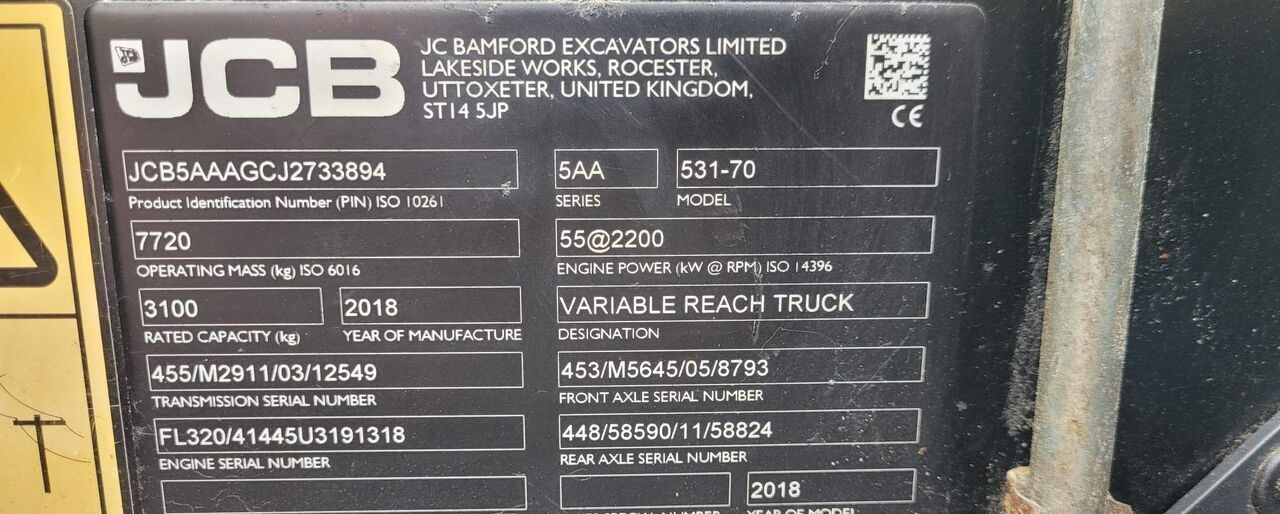 JCB
JC BAMFORD EXCAVATORS LIMITED
LAKESIDE WORKS, ROCESTER,
UTTOXETER, UNITED KINGDOM,
ST14 5JP
CE
JCB5AAAGCJ2733894
Product Identification Number (PIN) ISO 10261
5AA
SERIES
531-70
MODEL
7720
OPERATING MASS (kg) ISO 6016
55@2200
ENGINE POWER (kW @ RPM) ISO 14396
3100
RATED CAPACITY (kg)
2018
YEAR OF MANUFACTURE
VARIABLE REACH TRUCK
DESIGNATION
455/M2911/03/12549
TRANSMISSION SERIAL NUMBER
453/M5645/05/8793
FRONT AXLE SERIAL NUMBER
FL320/41445U3191318
ENGINE SERIAL NUMBER
448/58590/11/58824
REAR AXLE SERIAL NUMBER
2018
YEAR OF MODEL